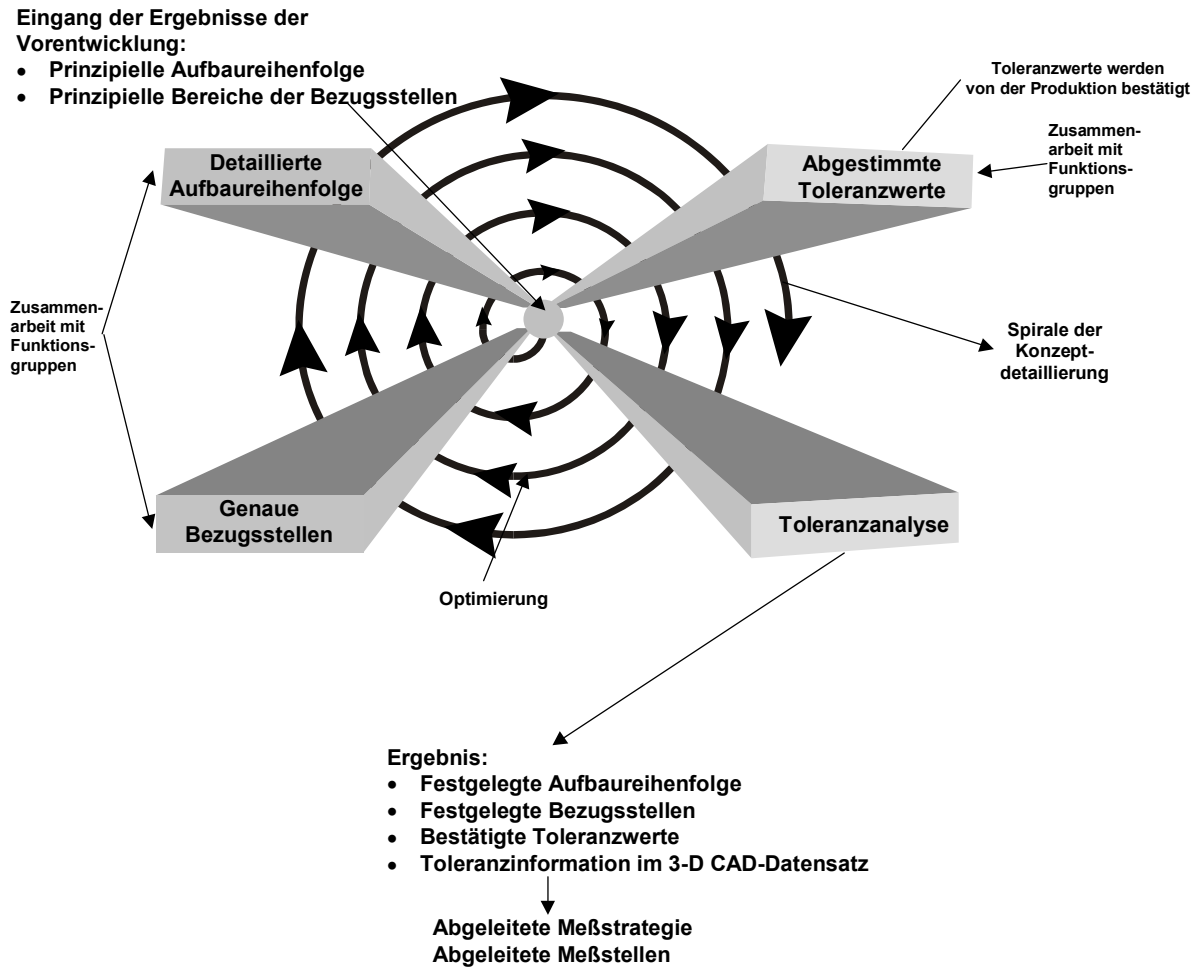 Eingang der Ergebnisse der
Vorentwicklung:
• Prinzipielle Aufbaureihenfolge
• Prinzipielle Bereiche der Bezugsstellen
Toleranzwerte werden
von der Produktion bestätigt
Zusammen-
arbeit mit
Funktions-
gruppen
Detaillierte
Aufbaureihenfolge
Abgestimmte
Toleranzwerte
Zusammen-
arbeit mit
Funktions-
gruppen
Spirale der
Konzept-
detaillierung
Genaue
Bezugsstellen
Toleranzanalyse
Optimierung
Ergebnis:
• Festgelegte Aufbaureihenfolge
• Festgelegte Bezugsstellen
• Bestätigte Toleranzwerte
• Toleranzinformation im 3-D CAD-Datensatz
Abgeleitete Meßstrategie
Abgeleitete Meßstellen